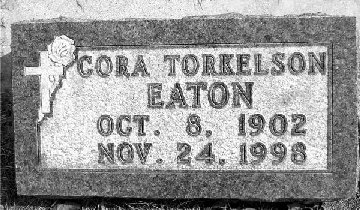 CORA TORKELSON
EATON
OCT. 8, 1902
NOV. 24, 1998